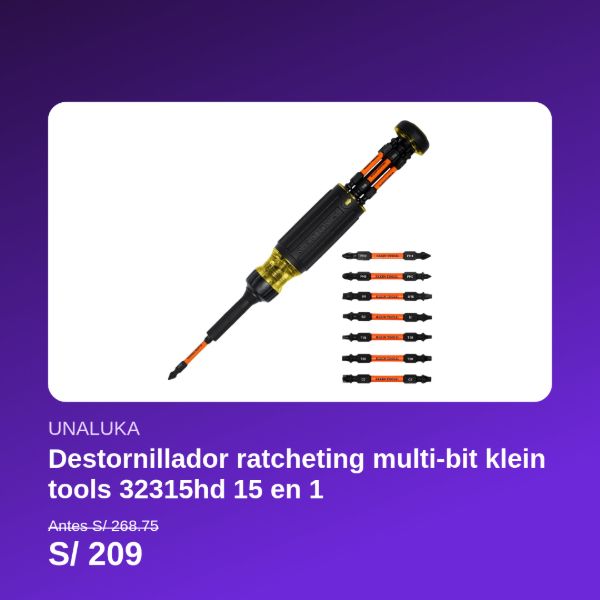 UNALUKA
Destornillador ratcheting multi-bit klein
tools 32315hd 15 en 1
Antes S/ 268.75
S/ 209